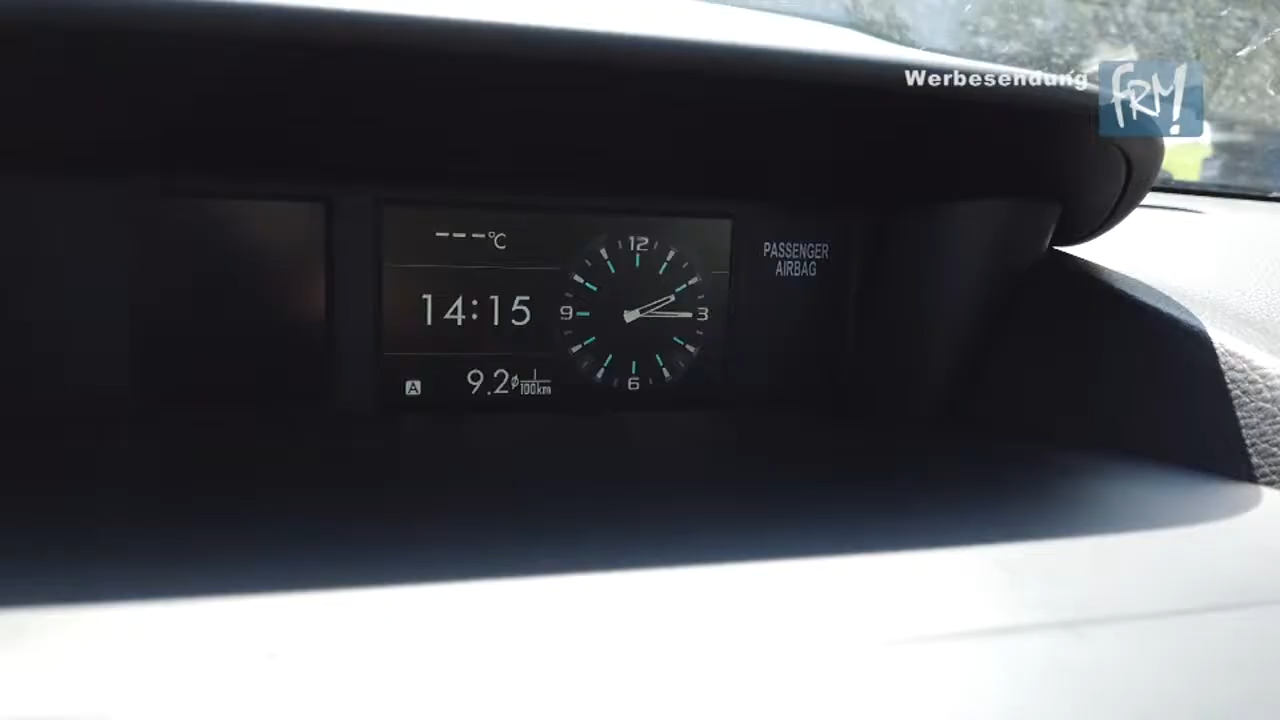 Werbesendung
FRM!
---°C
14:15
A 9.2 ø l/100km
12
9 3
6
PASSENGER
AIRBAG